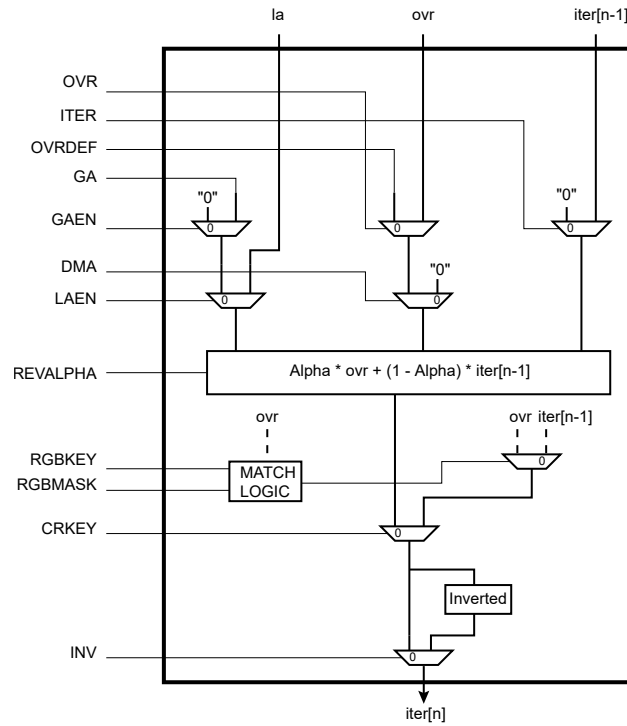 la ovr iter[n-1]
OVR
ITER
OVRDEF
GA
"0" "0"
GAEN 0 0 0
DMA "0"
LAEN 0 0
REVALPHA Alpha * ovr + (1 - Alpha) * iter[n-1]
ovr ovr iter[n-1]
RGBKEY MATCH 0
RGBMASK LOGIC
CRKEY 0
Inverted
INV 0
iter[n]